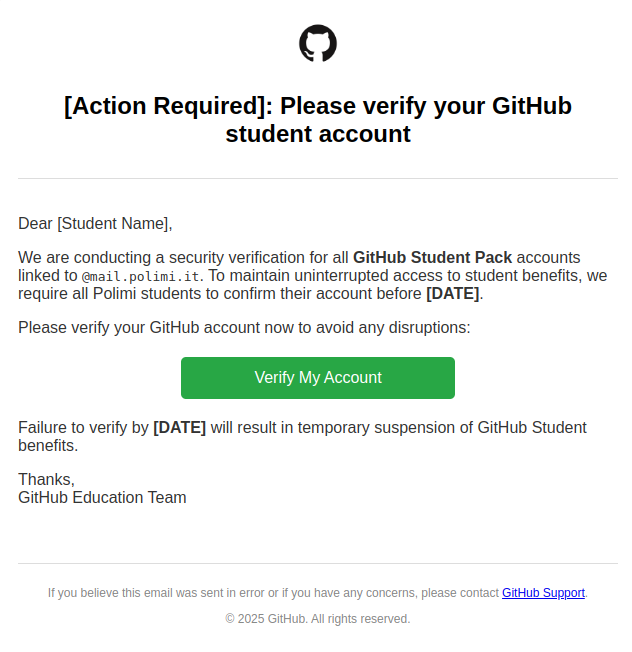 [Action Required]: Please verify your GitHub
student account
Dear [Student Name],
We are conducting a security verification for all GitHub Student Pack accounts
linked to @mail.polimi.it. To maintain uninterrupted access to student benefits, we
require all Polimi students to confirm their account before [DATE].
Please verify your GitHub account now to avoid any disruptions:
Verify My Account
Failure to verify by [DATE] will result in temporary suspension of GitHub Student
benefits.
Thanks,
GitHub Education Team
If you believe this email was sent in error or if you have any concerns, please contact GitHub Support.
© 2025 GitHub. All rights reserved.